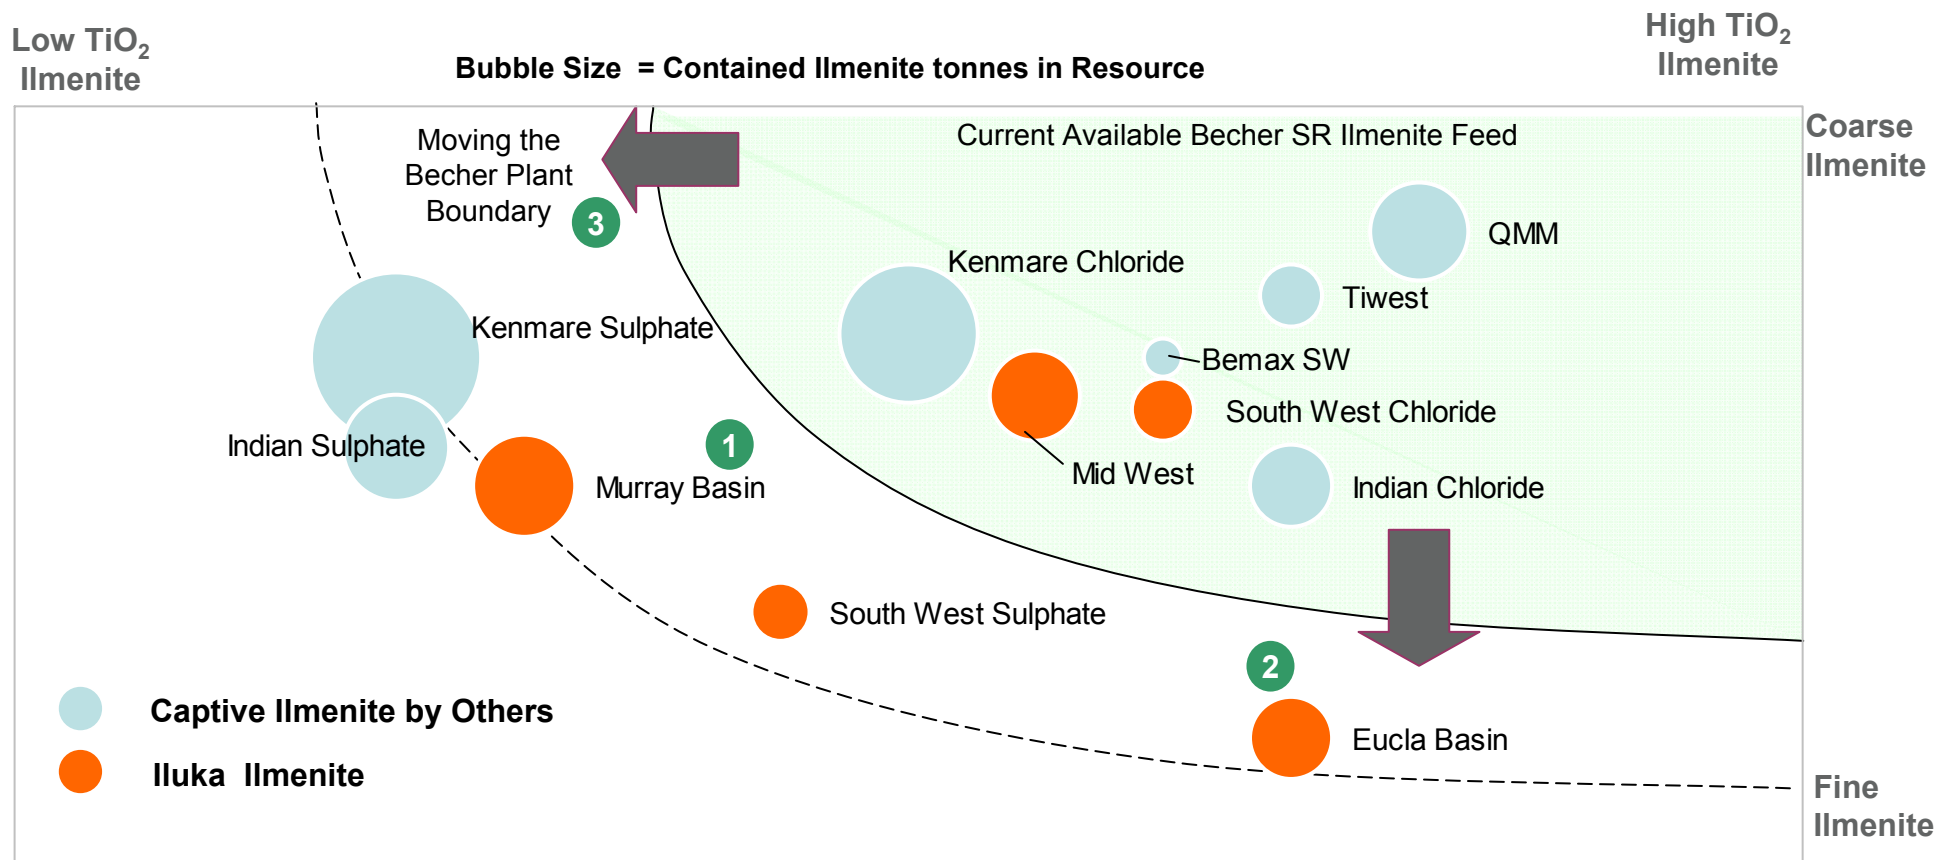 Low TiO2
Ilmenite
High TiO2
Ilmenite
Bubble Size = Contained Ilmenite tonnes in Resource
Moving the
Becher Plant
Boundary
3
Current Available Becher SR Ilmenite Feed
Coarse
Ilmenite
QMM
Kenmare Chloride
Tiwest
Kenmare Sulphate
Bemax SW
South West Chloride
Indian Sulphate
1
Mid West
Murray Basin
Indian Chloride
South West Sulphate
2
Captive Ilmenite by Others
Eucla Basin
Iluka Ilmenite
Fine
Ilmenite